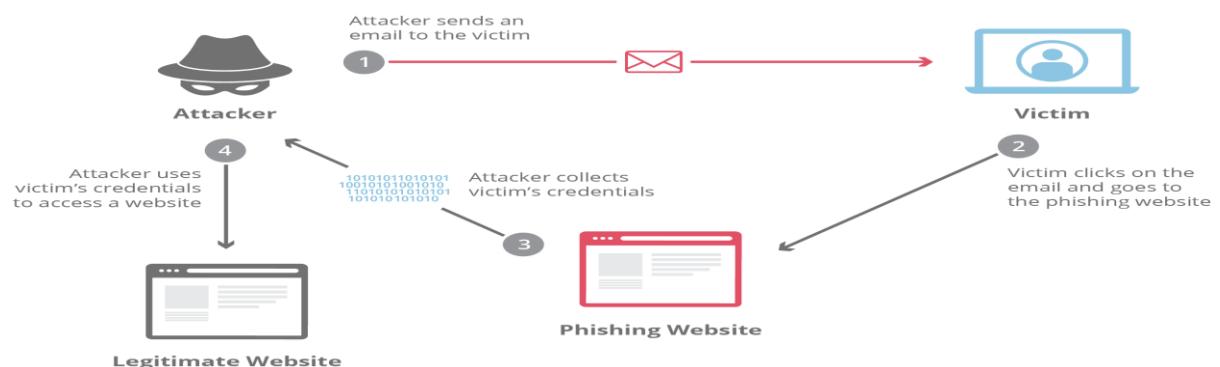 Attacker sends an
email to the victim
1
Attacker
Victim
4
Attacker uses
victim's credentials
to access a website
10101011010101
10010101001010
11010101010101
101010101010
Attacker collects
victim's credentials
2
Victim clicks on the
email and goes to
the phishing website
3
Phishing Website
Legitimate Website